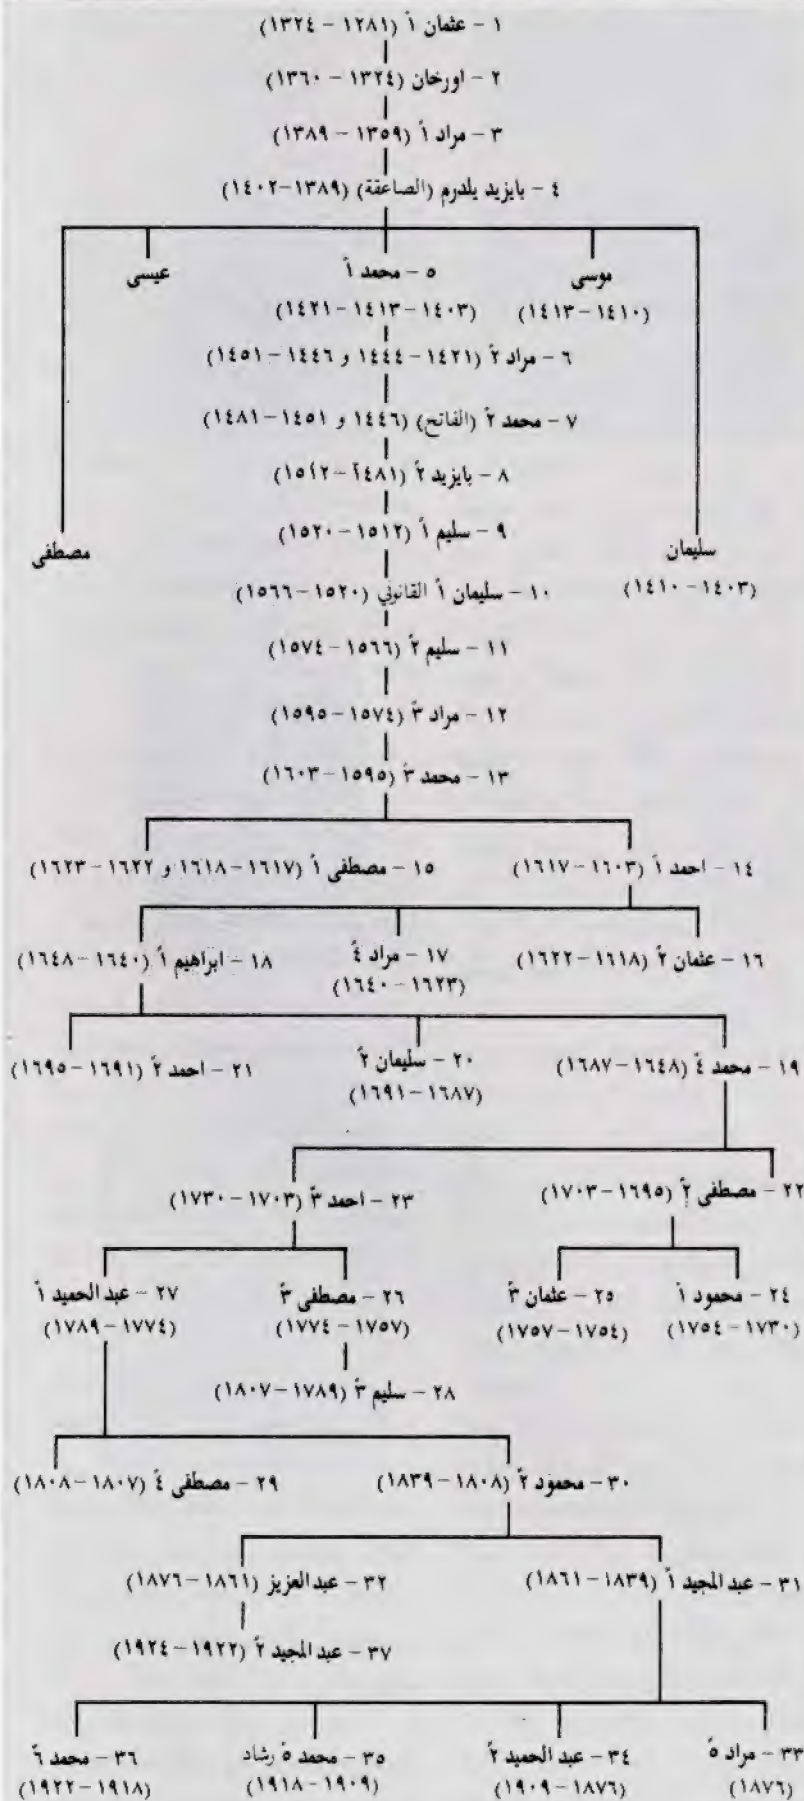 ١ - عثمان ١ً (١٢٨١ - ١٣٢٤)
٢ - اورخان (١٣٢٤ - ١٣٦٠)
٣ - مراد ١ً (١٣٥٩ - ١٣٨٩)
٤ - بايزيد يلدرم (الصاعقة) (١٣٨٩-١٤٠٢)
موسى
(١٤١٠-١٤١٣)
٥ - محمد ١ً
(١٤٠٣-١٤١٣-١٤٢١)
عيسى
٦ - مراد ٢ً (١٤٢١-١٤٤٤ و ١٤٤٦-١٤٥١)
٧ - محمد ٢ً (الفاتح) (١٤٤٦ و ١٤٥١-١٤٨١)
٨ - بايزيد ٢ً (١٤٨١-١٥١٢)
٩ - سليم ١ً (١٥١٢-١٥٢٠)
سليمان
(١٤٠٣-١٤١٠)
مصطفى
١٠ - سليمان ١ً القانوني (١٥٢٠-١٥٦٦)
١١ - سليم ٢ً (١٥٦٦-١٥٧٤)
١٢ - مراد ٣ً (١٥٧٤-١٥٩٥)
١٣ - محمد ٣ً (١٥٩٥-١٦٠٣)
١٤ - احمد ١ً (١٦٠٣-١٦١٧)
١٥ - مصطفى ١ً (١٦١٧-١٦١٨ و ١٦٢٢-١٦٢٣)
١٦ - عثمان ٢ً (١٦١٨-١٦٢٢)
١٧ - مراد ٤ً
(١٦٢٣-١٦٤٠)
١٨ - ابراهيم ١ً (١٦٤٠-١٦٤٨)
١٩ - محمد ٤ً (١٦٤٨-١٦٨٧)
٢٠ - سليمان ٢ً
(١٦٨٧-١٦٩١)
٢١ - احمد ٢ً (١٦٩١-١٦٩٥)
٢٢ - مصطفى ٢ً (١٦٩٥-١٧٠٣)
٢٣ - احمد ٣ً (١٧٠٣-١٧٣٠)
٢٤ - محمود ١ً
(١٧٣٠-١٧٥٤)
٢٥ - عثمان ٣ً
(١٧٥٤-١٧٥٧)
٢٦ - مصطفى ٣ً
(١٧٥٧-١٧٧٤)
٢٧ - عبد الحميد ١ً
(١٧٧٤-١٧٨٩)
٢٨ - سليم ٣ً (١٧٨٩-١٨٠٧)
٣٠ - محمود ٢ً (١٨٠٨-١٨٣٩)
٢٩ - مصطفى ٤ً (١٨٠٧-١٨٠٨)
٣١ - عبد المجيد ١ً (١٨٣٩-١٨٦١)
٣٢ - عبد العزيز (١٨٦١-١٨٧٦)
٣٧ - عبد المجيد ٢ً (١٩٢٢-١٩٢٤)
٣٣ - مراد ٥ً
(١٨٧٦)
٣٤ - عبد الحميد ٢ً
(١٨٧٦-١٩٠٩)
٣٥ - محمد ٥ً رشاد
(١٩٠٩-١٩١٨)
٣٦ - محمد ٦ً
(١٩١٨-١٩٢٢)